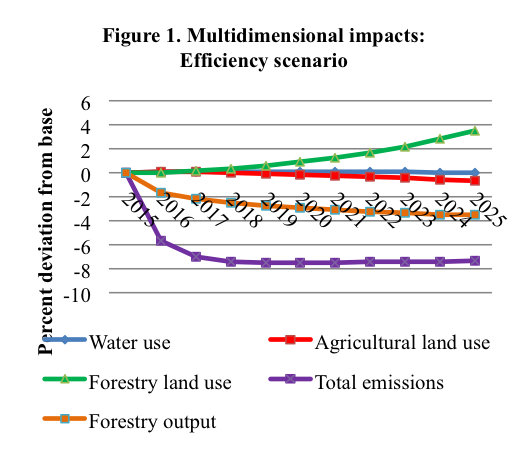 Figure 1. Multidimensional impacts:
Efficiency scenario
Percent deviation from base
6
4
2
0
-2
-4
-6
-8
-10
2015 2016 2017 2018 2019 2020 2021 2022 2023 2024 2025
Water use Agricultural land use
Forestry land use Total emissions
Forestry output